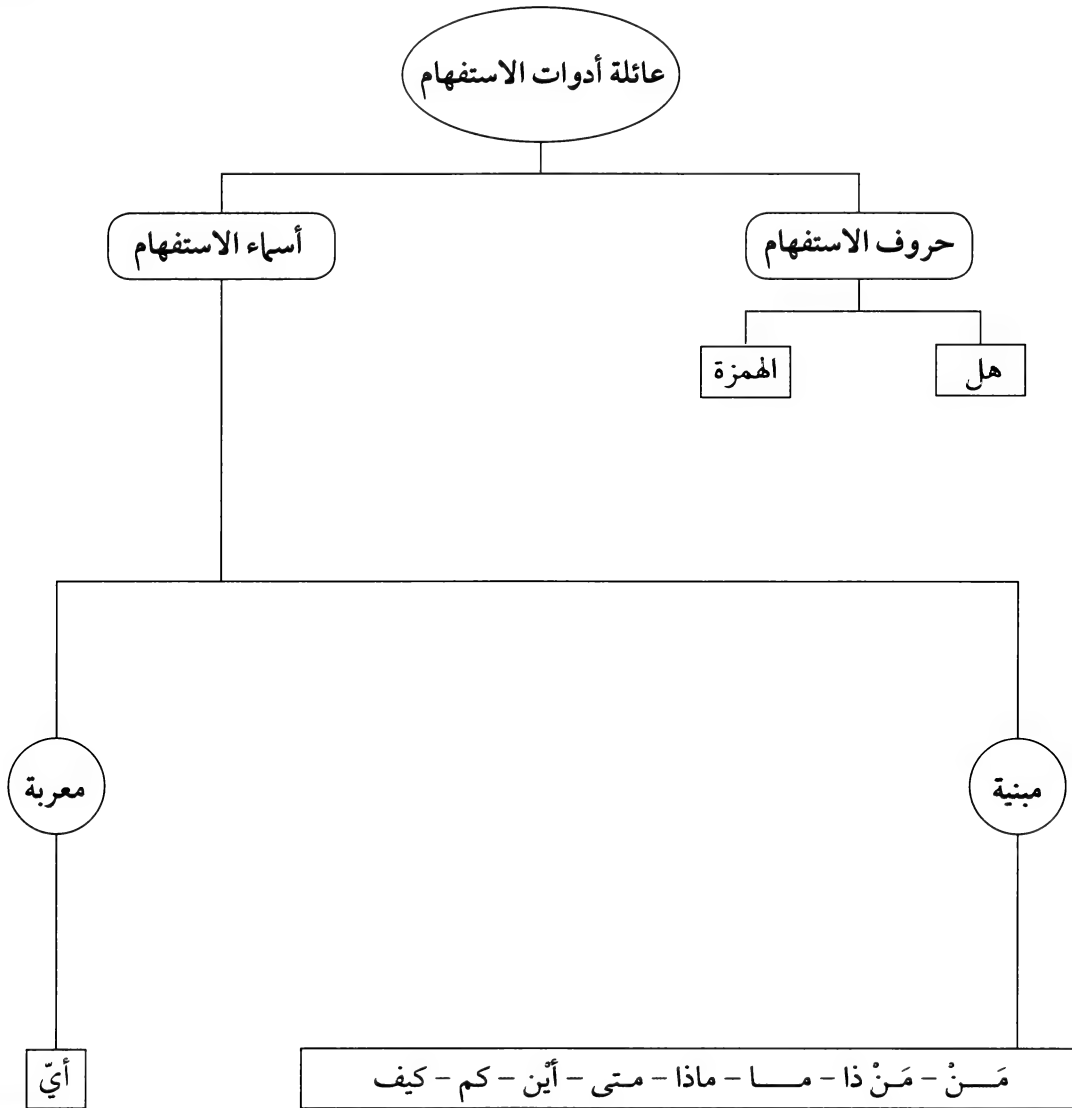 عائلة أدوات الاستفهام
حروف الاستفهام
أسماء الاستفهام
هل
الهمزة
مبنية
معربة
مَـــنْ – مَـنْ ذا – مـــا – ماذا – مـتى – أيْن – كم – كيف
أيّ